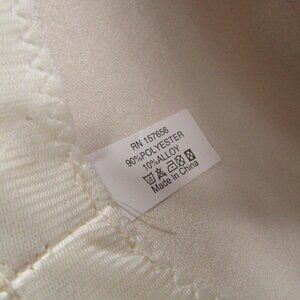 RN 157656
90%POLYESTER
10%ALLOY
Made In China